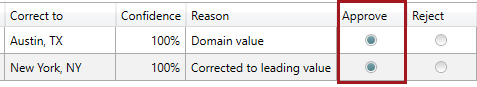 Correct to Confidence Reason Approve Reject
Austin, TX 100% Domain value
New York, NY 100% Corrected to leading value